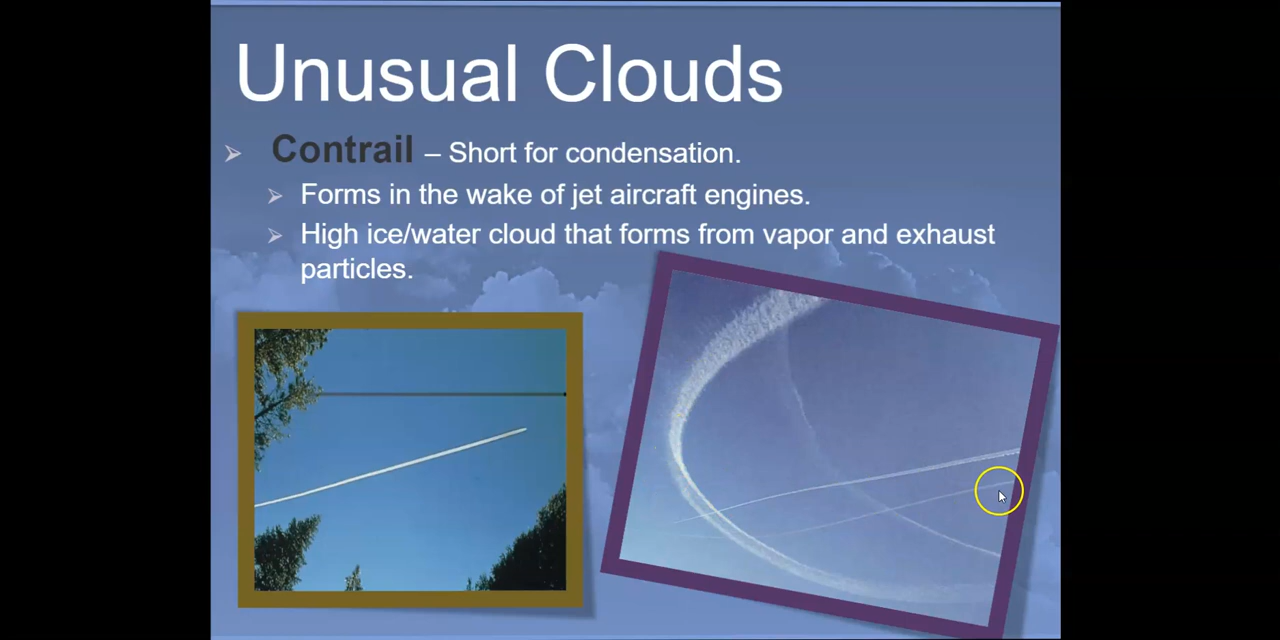 Unusual Clouds
Contrail – Short for condensation.
Forms in the wake of jet aircraft engines.
High ice/water cloud that forms from vapor and exhaust
particles.